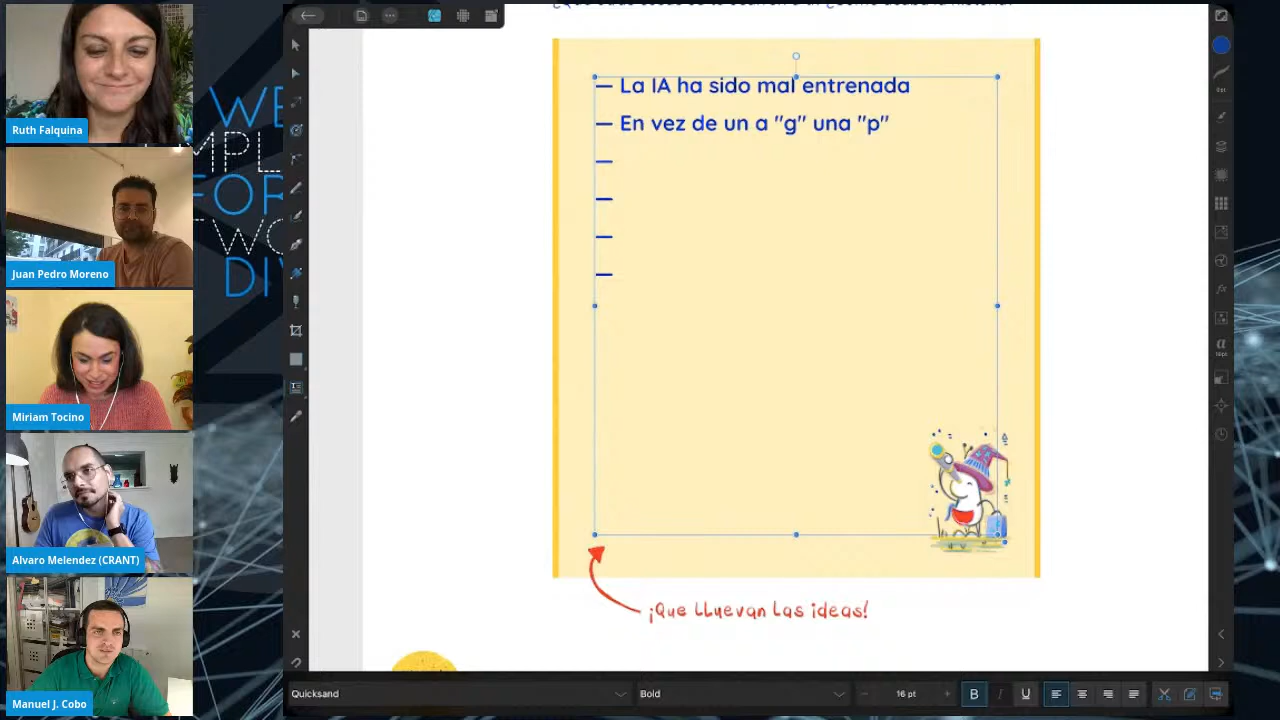 Ruth Falquina
Juan Pedro Moreno
Miriam Tocino
Alvaro Melendez (CRANT)
Manuel J. Cobo
— La IA ha sido mal entrenada
— En vez de un a "g" una "p"
—
—
—
—
¡Que lluevan las ideas!
Quicksand
Bold
16 pt
B
I
U